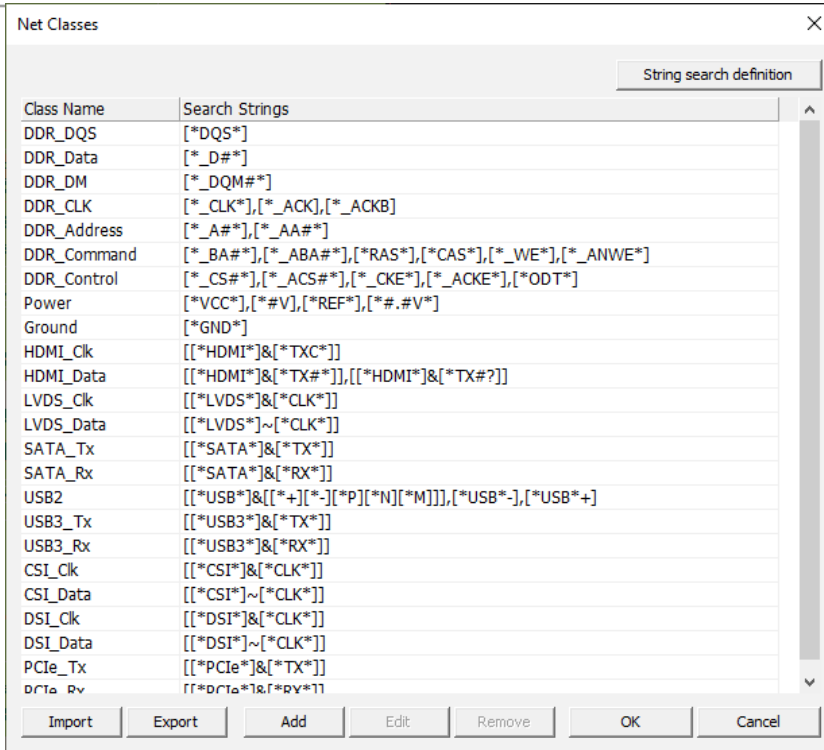 Net Classes
String search definition
Class Name Search Strings
DDR_DQS [*DQS*]
DDR_Data [*_D#*]
DDR_DM [*_DQM#*]
DDR_CLK [*_CLK*],[*_ACK],[*_ACKB]
DDR_Address [*_A#*],[*_AA#*]
DDR_Command [*_BA#*],[*_ABA#*],[*RAS*],[*CAS*],[*_WE*],[*_ANWE*]
DDR_Control [*_CS#*],[*_ACS#*],[*_CKE*],[*_ACKE*],[*ODT*]
Power [*VCC*],[*#V],[*REF*],[*#.#V*]
Ground [*GND*]
HDMI_Clk [[*HDMI*]&[*TXC*]]
HDMI_Data [[*HDMI*]&[*TX#*]],[[*HDMI*]&[*TX#?]]
LVDS_Clk [[*LVDS*]&[*CLK*]]
LVDS_Data [[*LVDS*]~[*CLK*]]
SATA_Tx [[*SATA*]&[*TX*]]
SATA_Rx [[*SATA*]&[*RX*]]
USB2 [[*USB*]&[[*+][*-][*P][*N][*M]]],[*USB*-],[*USB*+]
USB3_Tx [[*USB3*]&[*TX*]]
USB3_Rx [[*USB3*]&[*RX*]]
CSI_Clk [[*CSI*]&[*CLK*]]
CSI_Data [[*CSI*]~[*CLK*]]
DSI_Clk [[*DSI*]&[*CLK*]]
DSI_Data [[*DSI*]~[*CLK*]]
PCIe_Tx [[*PCIe*]&[*TX*]]
PCIe_Rx [[*PCIe*]&[*RX*]]
Import Export Add Edit Remove OK Cancel